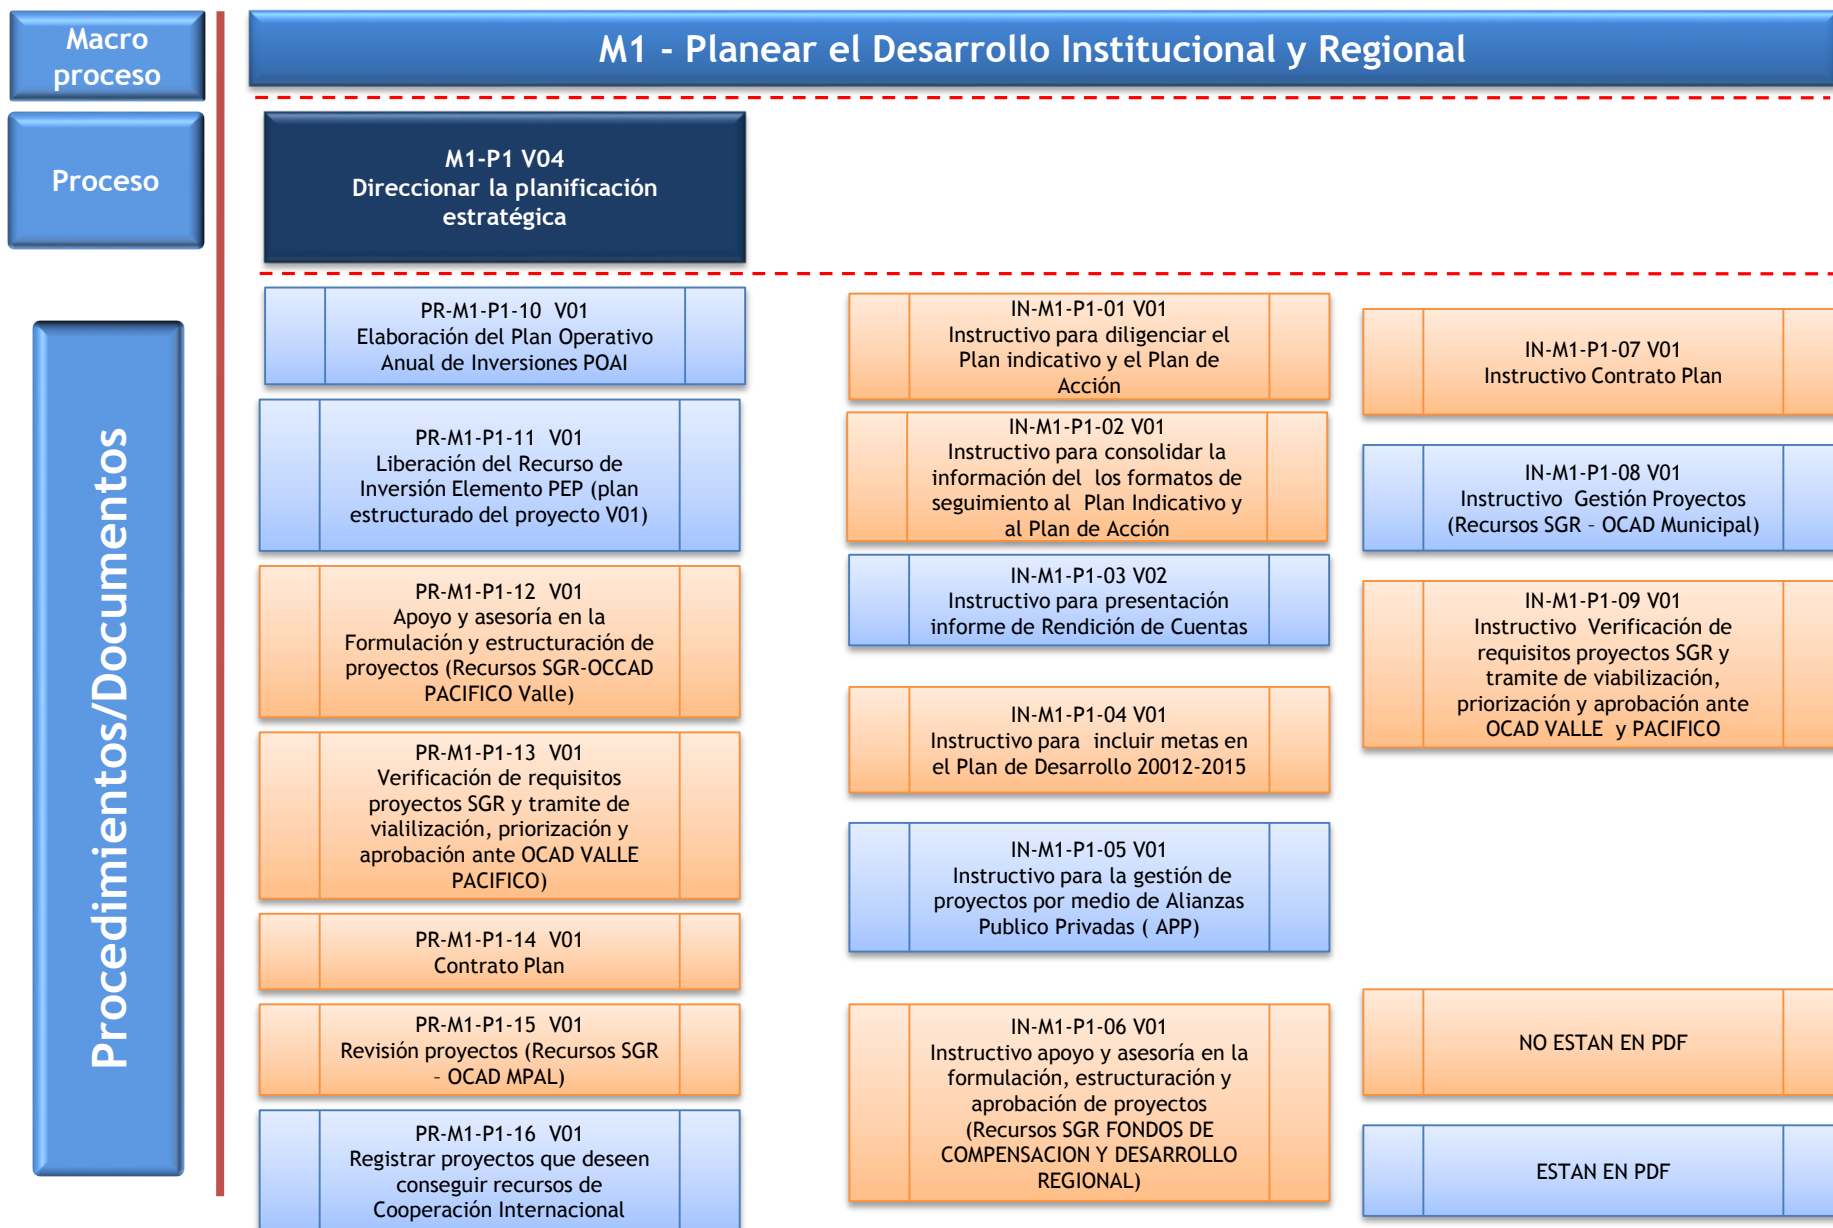 Macro
proceso
M1 - Planear el Desarrollo Institucional y Regional
Proceso
M1-P1 V04
Direccionar la planificación
estratégica
Procedimientos/Documentos
PR-M1-P1-10 V01
Elaboración del Plan Operativo
Anual de Inversiones POAI
PR-M1-P1-11 V01
Liberación del Recurso de
Inversión Elemento PEP (plan
estructurado del proyecto V01)
PR-M1-P1-12 V01
Apoyo y asesoría en la
Formulación y estructuración de
proyectos (Recursos SGR-OCCAD
PACIFICO Valle)
PR-M1-P1-13 V01
Verificación de requisitos
proyectos SGR y tramite de
vialilización, priorización y
aprobación ante OCAD VALLE
PACIFICO)
PR-M1-P1-14 V01
Contrato Plan
PR-M1-P1-15 V01
Revisión proyectos (Recursos SGR
– OCAD MPAL)
PR-M1-P1-16 V01
Registrar proyectos que deseen
conseguir recursos de
Cooperación Internacional
IN-M1-P1-01 V01
Instructivo para diligenciar el
Plan indicativo y el Plan de
Acción
IN-M1-P1-02 V01
Instructivo para consolidar la
información del los formatos de
seguimiento al Plan Indicativo y
al Plan de Acción
IN-M1-P1-03 V02
Instructivo para presentación
informe de Rendición de Cuentas
IN-M1-P1-04 V01
Instructivo para incluir metas en
el Plan de Desarrollo 20012-2015
IN-M1-P1-05 V01
Instructivo para la gestión de
proyectos por medio de Alianzas
Publico Privadas ( APP)
IN-M1-P1-06 V01
Instructivo apoyo y asesoría en la
formulación, estructuración y
aprobación de proyectos
(Recursos SGR FONDOS DE
COMPENSACION Y DESARROLLO
REGIONAL)
IN-M1-P1-07 V01
Instructivo Contrato Plan
IN-M1-P1-08 V01
Instructivo Gestión Proyectos
(Recursos SGR – OCAD Municipal)
IN-M1-P1-09 V01
Instructivo Verificación de
requisitos proyectos SGR y
tramite de viabilización,
priorización y aprobación ante
OCAD VALLE y PACIFICO
NO ESTAN EN PDF
ESTAN EN PDF